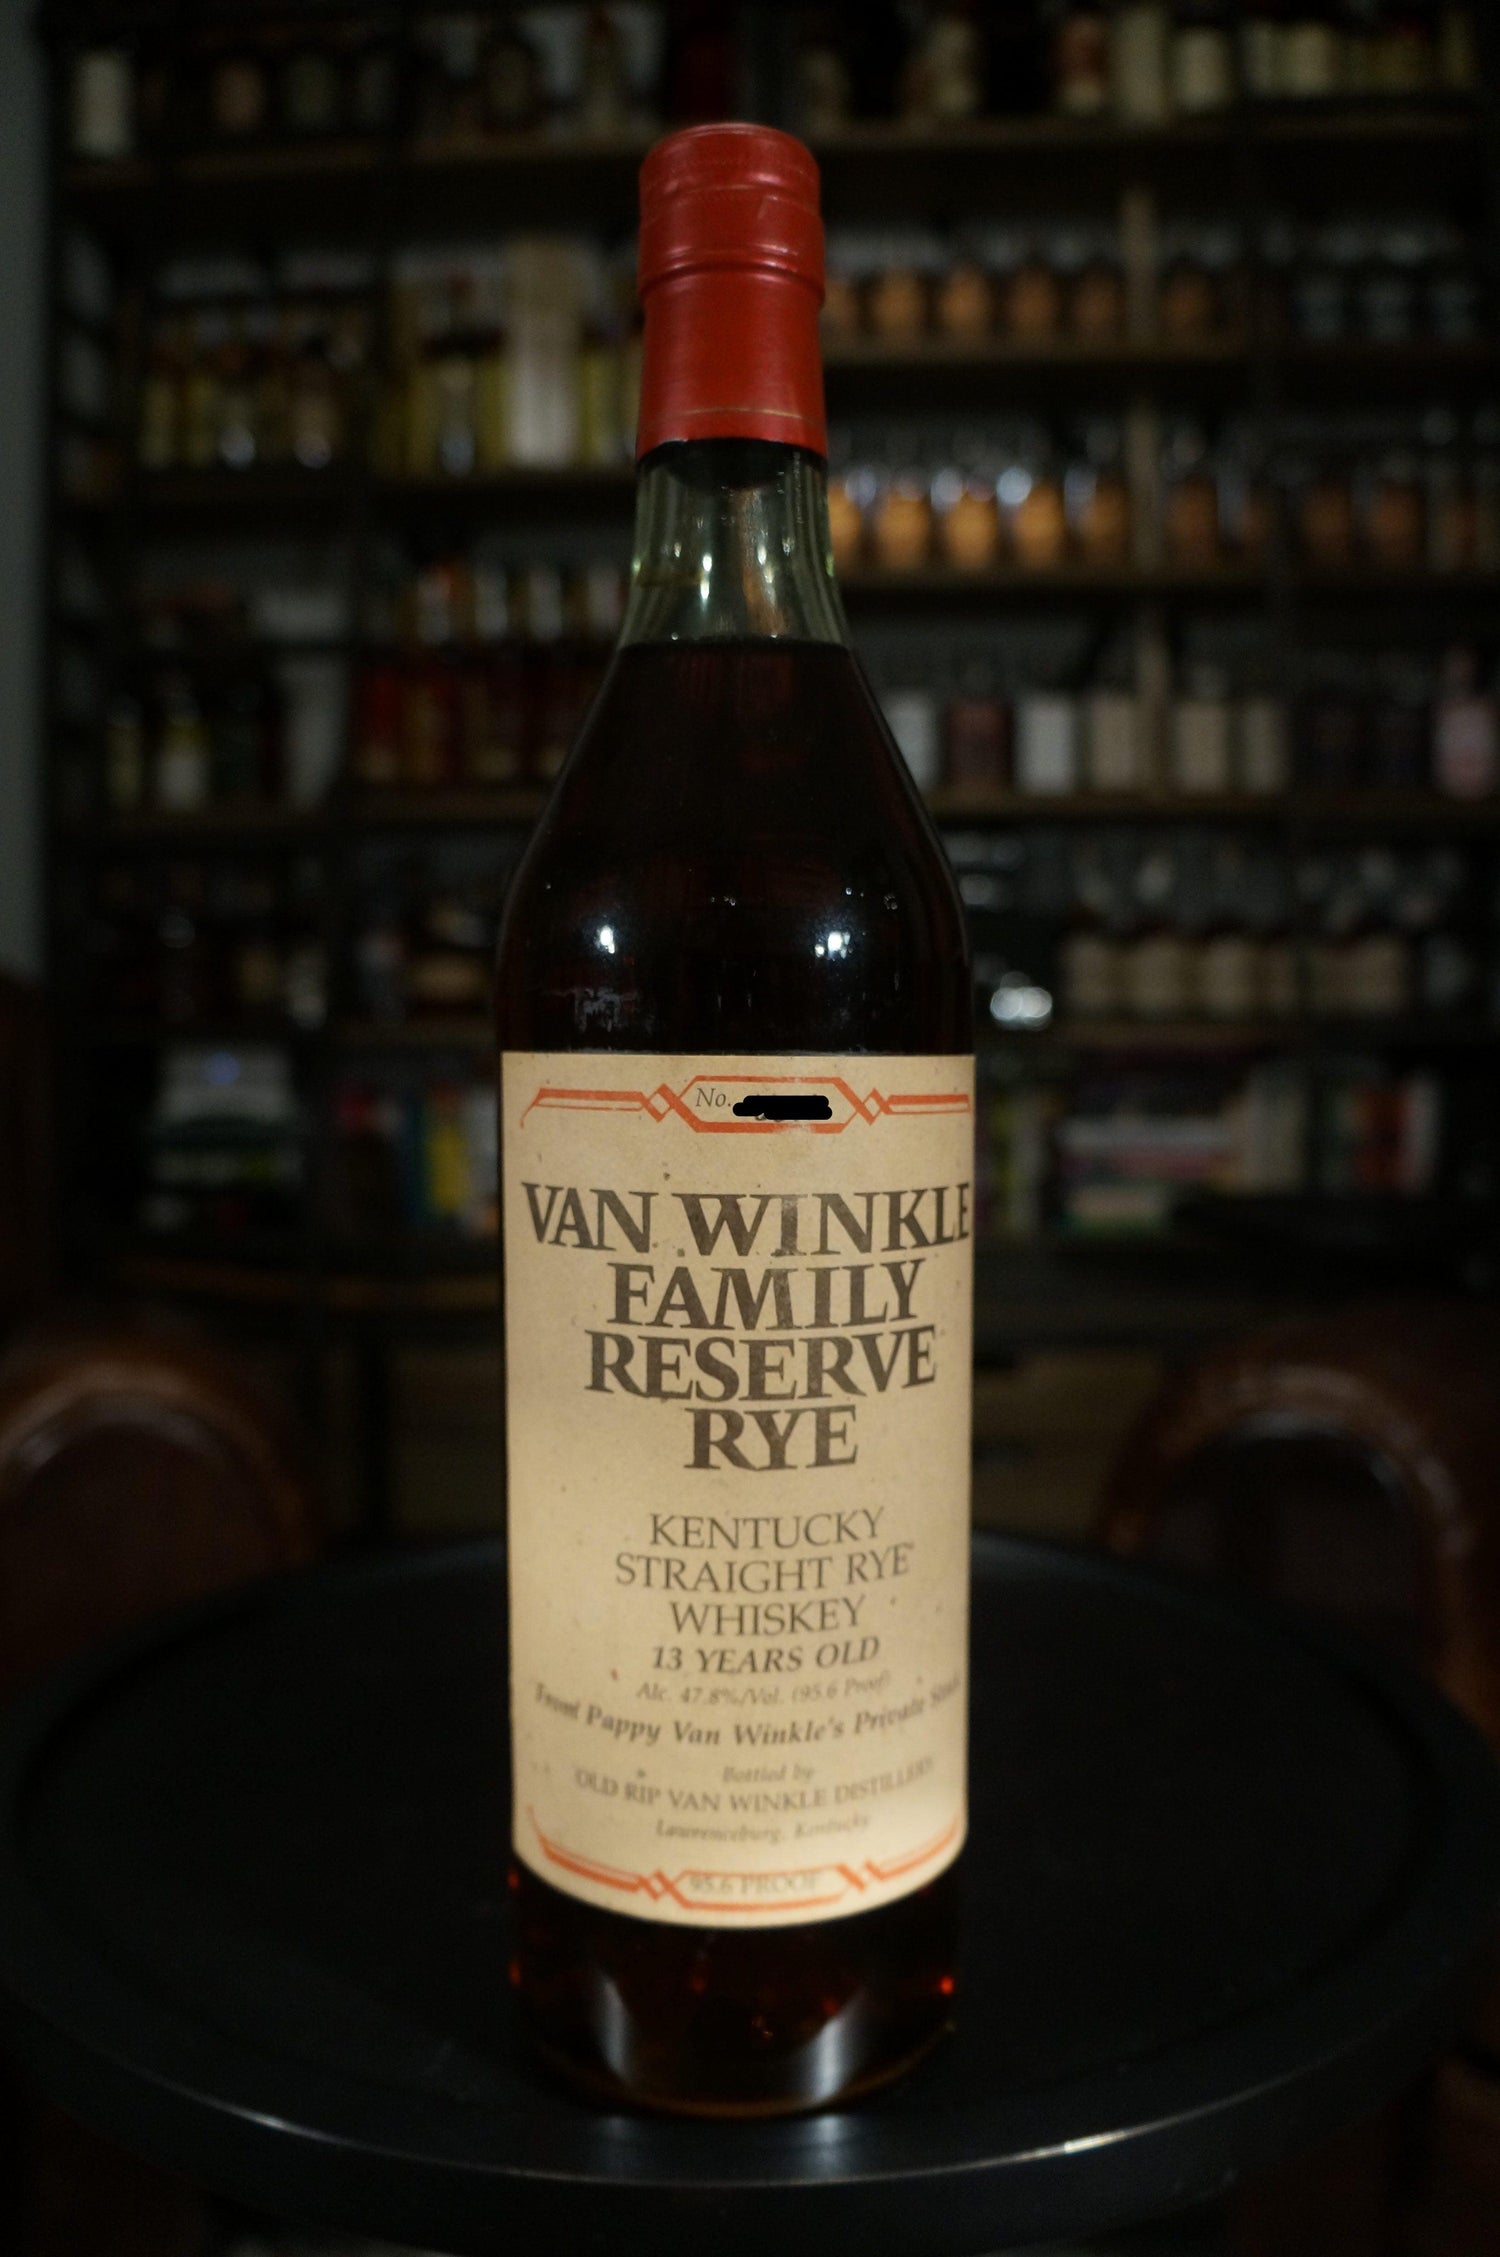 No.
VAN WINKLE
FAMILY
RESERVE
RYE
KENTUCKY
STRAIGHT RYE
WHISKEY
13 YEARS OLD
Alc. 47.8%/Vol. (95.6 Proof)
From Pappy Van Winkle's Private
Bottled by
OLD RIP VAN WINKLE DISTILLERY
Lawrenceburg, Kentucky
95.6 PROOF